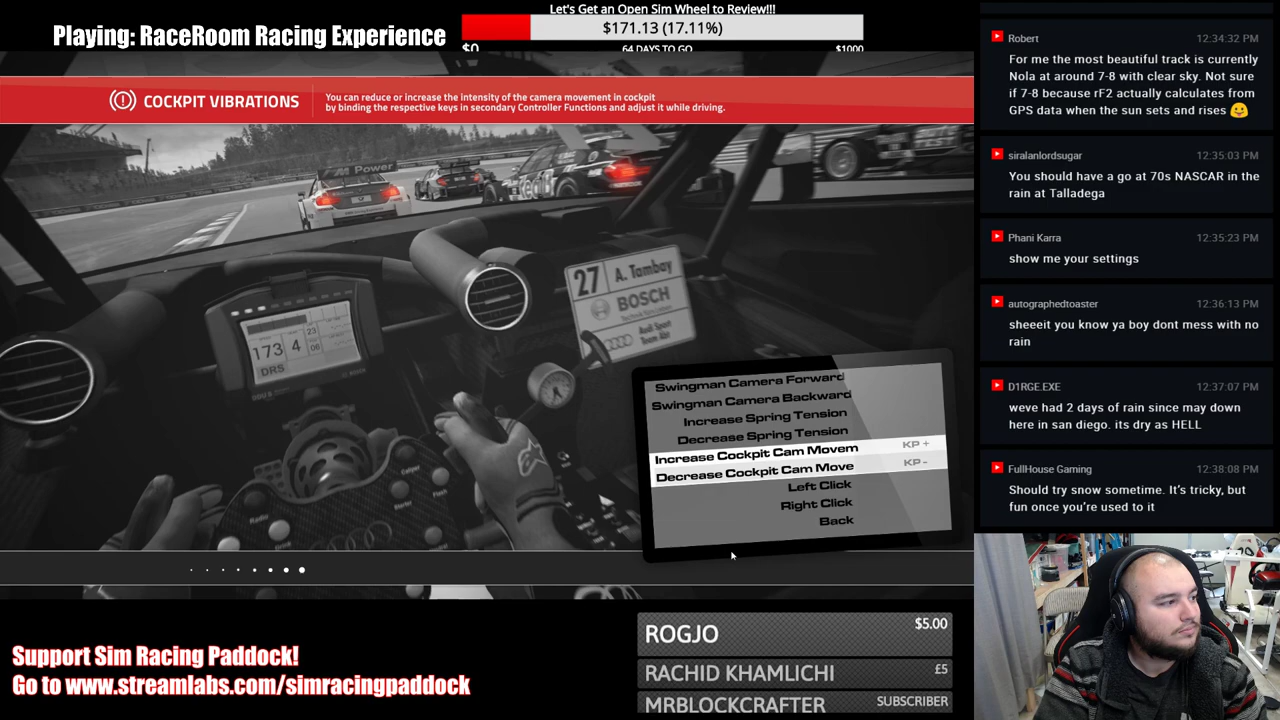 Let's Get an Open Sim Wheel to Review!!!
Playing: RaceRoom Racing Experience
$171.13 (17.11%)
$0
64 DAYS TO GO
$1000
COCKPIT VIBRATIONS
You can reduce or increase the intensity of the camera movement in cockpit
by binding the respective keys in secondary Controller Functions and adjust it while driving.
M Power
27 A. Tambay
BOSCH
Audi Sport
Team Abt
173 4 23
06
DRS
Radio
Drive
Swingman Camera Forward
Swingman Camera Backward
Increase Spring Tension
Decrease Spring Tension
Increase Cockpit Cam Movem KP +
Decrease Cockpit Cam Move KP -
Left Click
Right Click
Back
Support Sim Racing Paddock!
Go to www.streamlabs.com/simracingpaddock
ROGJO $5.00
RACHID KHAMLICHI £5
MRBLOCKCRAFTER SUBSCRIBER
Robert 12:34:32 PM
For me the most beautiful track is currently
Nola at around 7-8 with clear sky. Not sure
if 7-8 because rF2 actually calculates from
GPS data when the sun sets and rises
siralanlordsugar 12:35:03 PM
You should have a go at 70s NASCAR in the
rain at Talladega
Phani Karra 12:35:23 PM
show me your settings
autographedtoaster 12:36:13 PM
sheeeit you know ya boy dont mess with no
rain
D1RGE.EXE 12:37:07 PM
weve had 2 days of rain since may down
here in san diego. its dry as HELL
FullHouse Gaming 12:38:08 PM
Should try snow sometime. It's tricky, but
fun once you're used to it